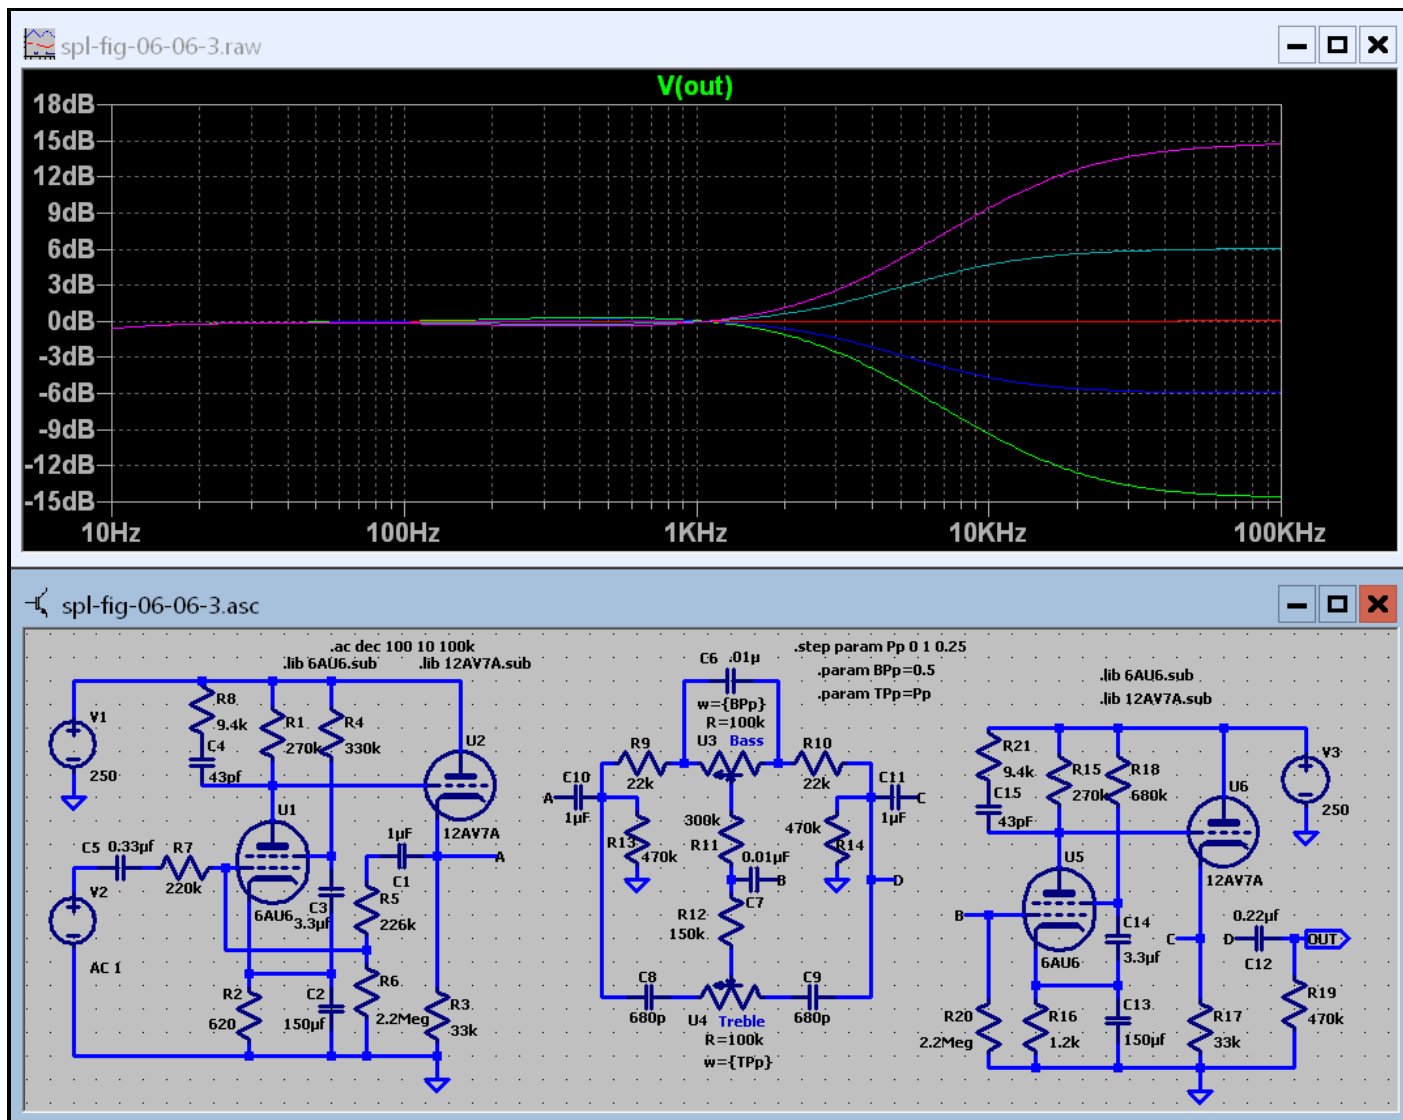 spl-fig-06-06-3.raw
V(out)
18dB
15dB
12dB
9dB
6dB
3dB
0dB
-3dB
-6dB
-9dB
-12dB
-15dB
10Hz 100Hz 1KHz 10KHz 100KHz
spl-fig-06-06-3.asc
.ac dec 100 10 100k
.lib 6AU6.sub .lib 12AV7A.sub
V1
250
R8
9.4k
C4
43pf
R1
270k
R4
330k
U2
12AV7A
U1
6AU6
C5 0.33µf
R7
220k
V2
AC 1
1µF
C1
A
C3
3.3µf
R5
226k
R2
620
C2
150µf
R6
2.2Meg
R3
33k
C6 .01µ
w={BPp}
R=100k
U3 Bass
.step param Pp 0 1 0.25
.param BPp=0.5
.param TPp=Pp
R9
22k
R10
22k
C10
A
1µF
C11
C
1µF
R13
470k
300k
R11
470k
R14
0.01µF
B
C7
D
R12
150k
C8
680p
C9
680p
U4 Treble
R=100k
w={TPp}
.lib 6AU6.sub
.lib 12AV7A.sub
R21
9.4k
C15
43pF
R15
270k
R18
680k
U6
12AV7A
V3
250
U5
6AU6
B
C14
3.3µf
C
0.22µf
D
C12
OUT
R20
2.2Meg
R16
1.2k
C13
150µf
R17
33k
R19
470k